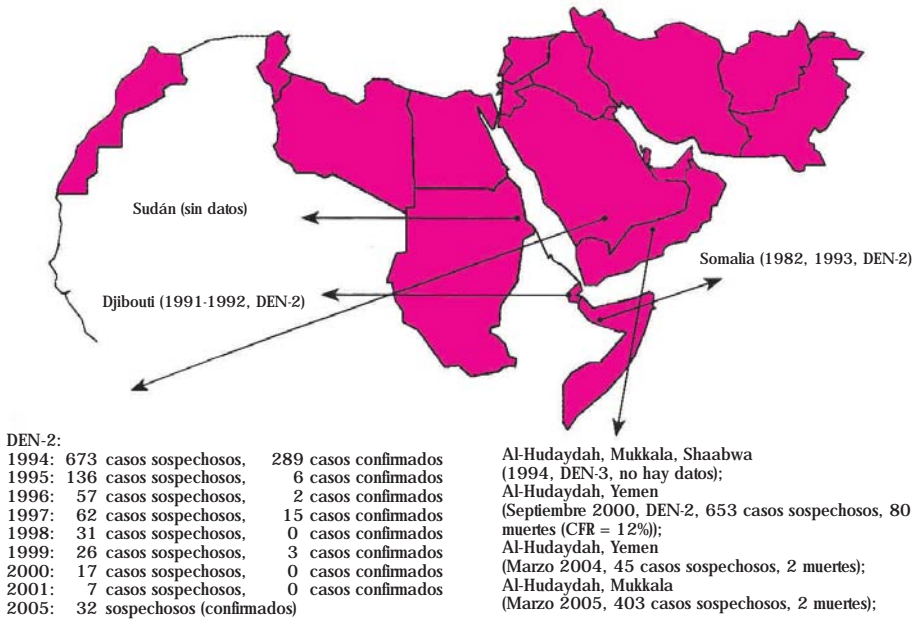 Sudán (sin datos)
Somalia (1982, 1993, DEN-2)
Djibouti (1991-1992, DEN-2)
DEN-2:
1994: 673 casos sospechosos, 289 casos confirmados
1995: 136 casos sospechosos, 6 casos confirmados
1996: 57 casos sospechosos, 2 casos confirmados
1997: 62 casos sospechosos, 15 casos confirmados
1998: 31 casos sospechosos, 0 casos confirmados
1999: 26 casos sospechosos, 3 casos confirmados
2000: 17 casos sospechosos, 0 casos confirmados
2001: 7 casos sospechosos, 0 casos confirmados
2005: 32 sospechosos (confirmados)
Al-Hudaydah, Mukkala, Shaabwa
(1994, DEN-3, no hay datos);
Al-Hudaydah, Yemen
(Septiembre 2000, DEN-2, 653 casos sospechosos, 80
muertes (CFR = 12%));
Al-Hudaydah, Yemen
(Marzo 2004, 45 casos sospechosos, 2 muertes);
Al-Hudaydah, Mukkala
(Marzo 2005, 403 casos sospechosos, 2 muertes);